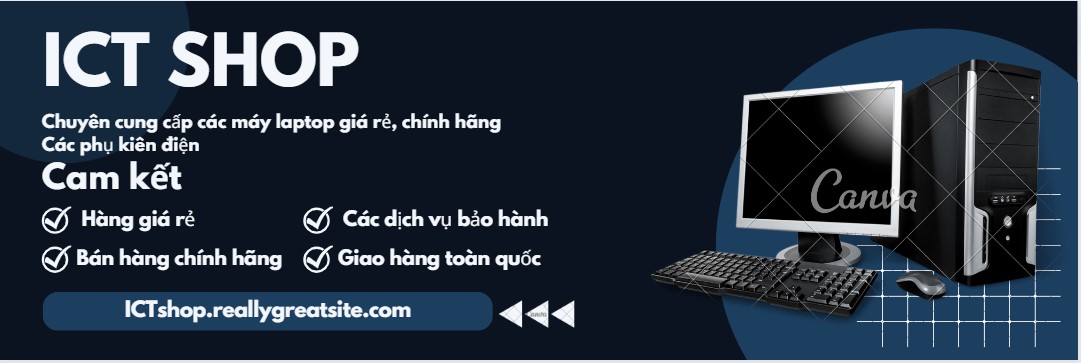 ICT SHOP
Chuyên cung cấp các máy laptop giá rẻ, chính hãng
Các phụ kiên điện
Cam kết
Hàng giá rẻ
Các dịch vụ bảo hành
Bán hàng chính hãng
Giao hàng toàn quốc
ICTshop.reallygreatsite.com
Canva